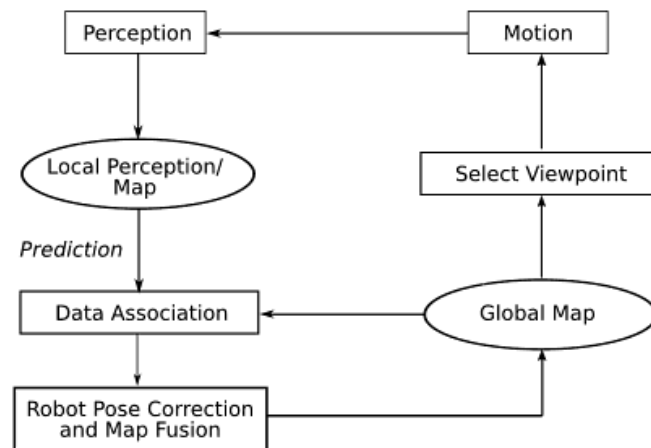 Perception
Motion
Local Perception/
Map
Select Viewpoint
Prediction
Data Association
Global Map
Robot Pose Correction
and Map Fusion